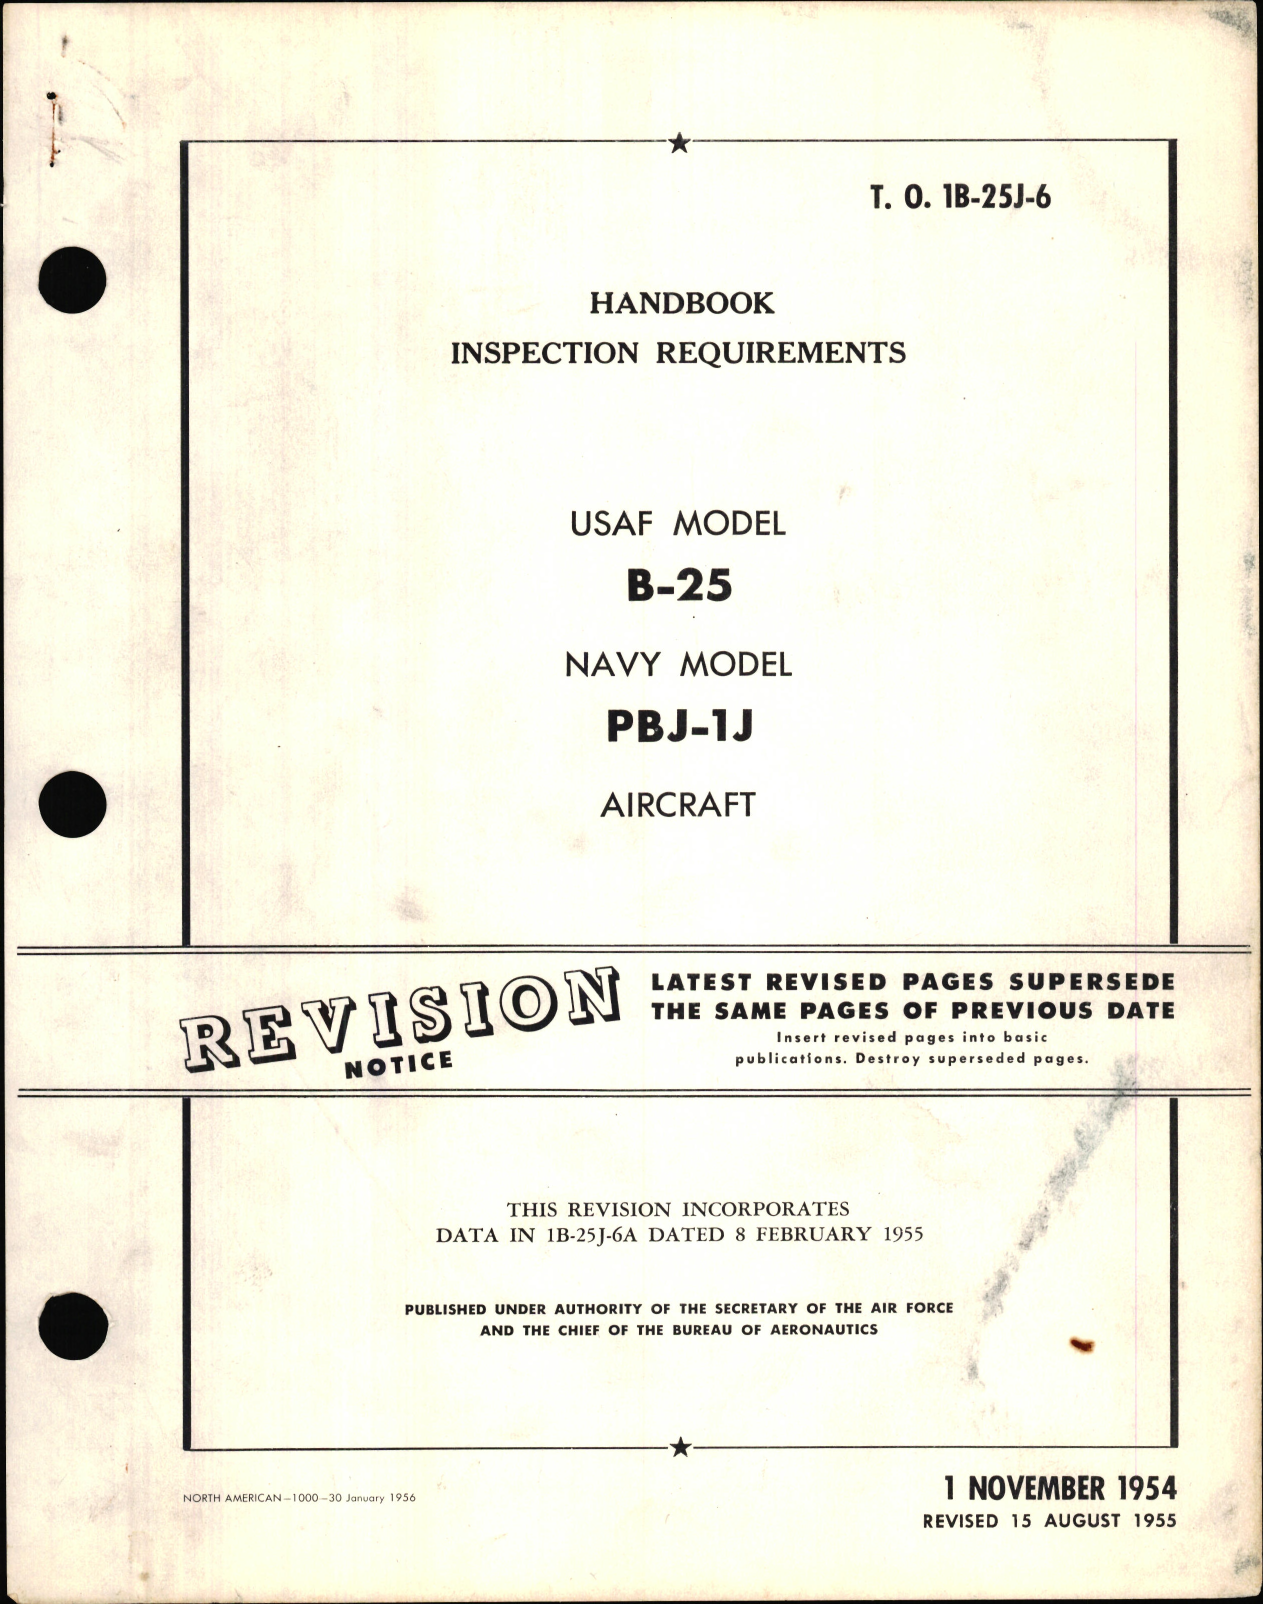 T. O. 1B-25J-6
HANDBOOK
INSPECTION REQUIREMENTS
USAF MODEL
B-25
NAVY MODEL
PBJ-1J
AIRCRAFT
REVISION
NOTICE
LATEST REVISED PAGES SUPERSEDE
THE SAME PAGES OF PREVIOUS DATE
Insert revised pages into basic
publications. Destroy superseded pages.
THIS REVISION INCORPORATES
DATA IN 1B-25J-6A DATED 8 FEBRUARY 1955
PUBLISHED UNDER AUTHORITY OF THE SECRETARY OF THE AIR FORCE
AND THE CHIEF OF THE BUREAU OF AERONAUTICS
NORTH AMERICAN—1000—30 January 1956
1 NOVEMBER 1954
REVISED 15 AUGUST 1955